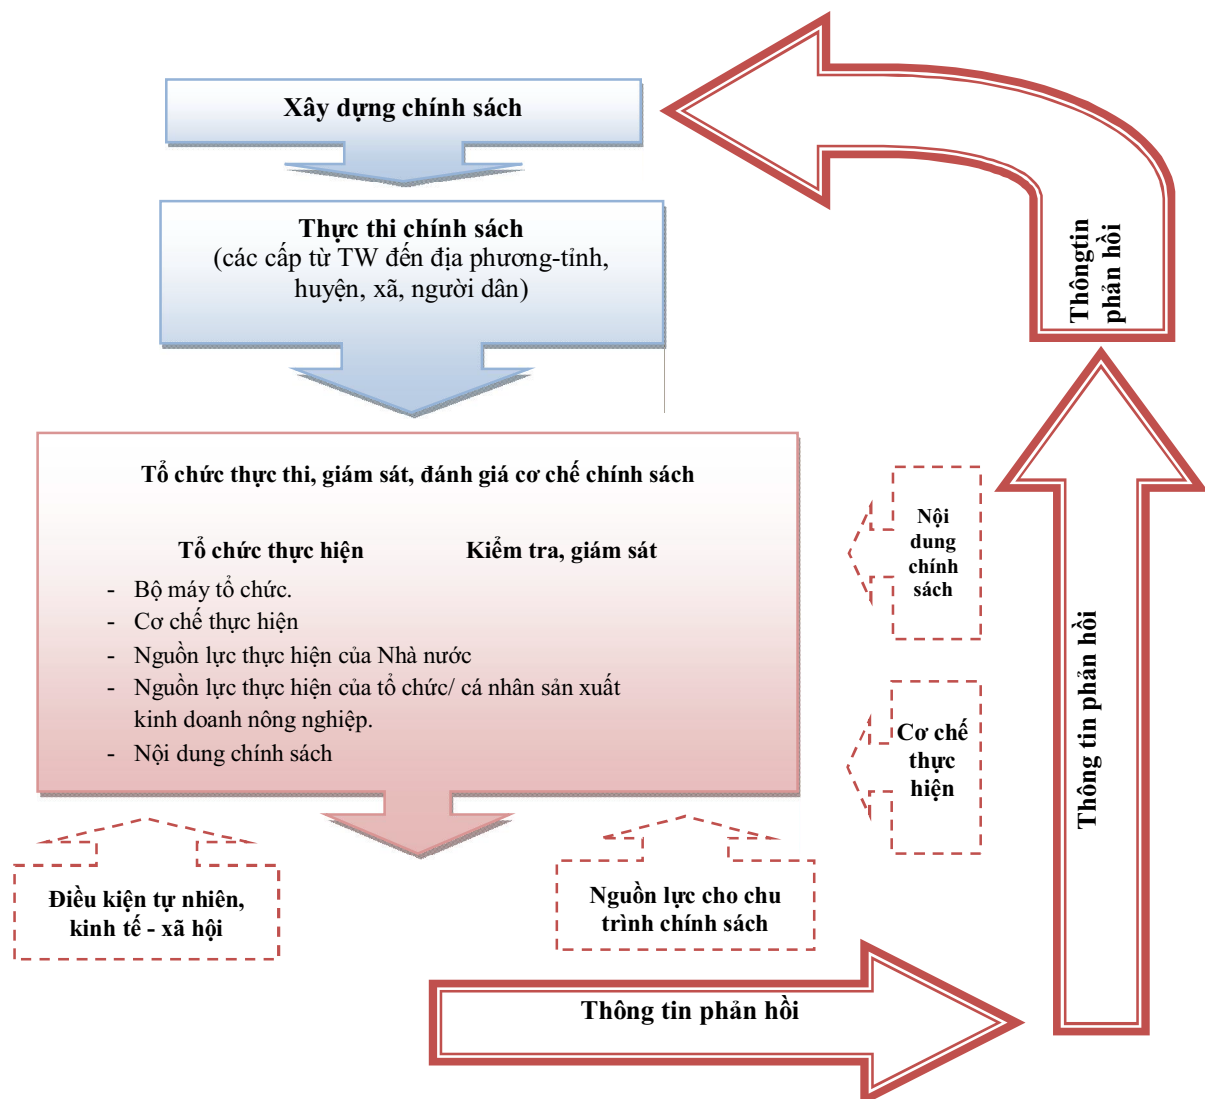 Xây dựng chính sách
Thực thi chính sách
(các cấp từ TW đến địa phương-tỉnh,
huyện, xã, người dân)
Tổ chức thực thi, giám sát, đánh giá cơ chế chính sách
Tổ chức thực hiện
Kiểm tra, giám sát
- Bộ máy tổ chức.
- Cơ chế thực hiện
- Nguồn lực thực hiện của Nhà nước
- Nguồn lực thực hiện của tổ chức/ cá nhân sản xuất
kinh doanh nông nghiệp.
- Nội dung chính sách
Nội
dung
chính
sách
Cơ chế
thực
hiện
Điều kiện tự nhiên,
kinh tế - xã hội
Nguồn lực cho chu
trình chính sách
Thông tin phản hồi
Thông tin phản hồi
Thôngtin
phản hồi